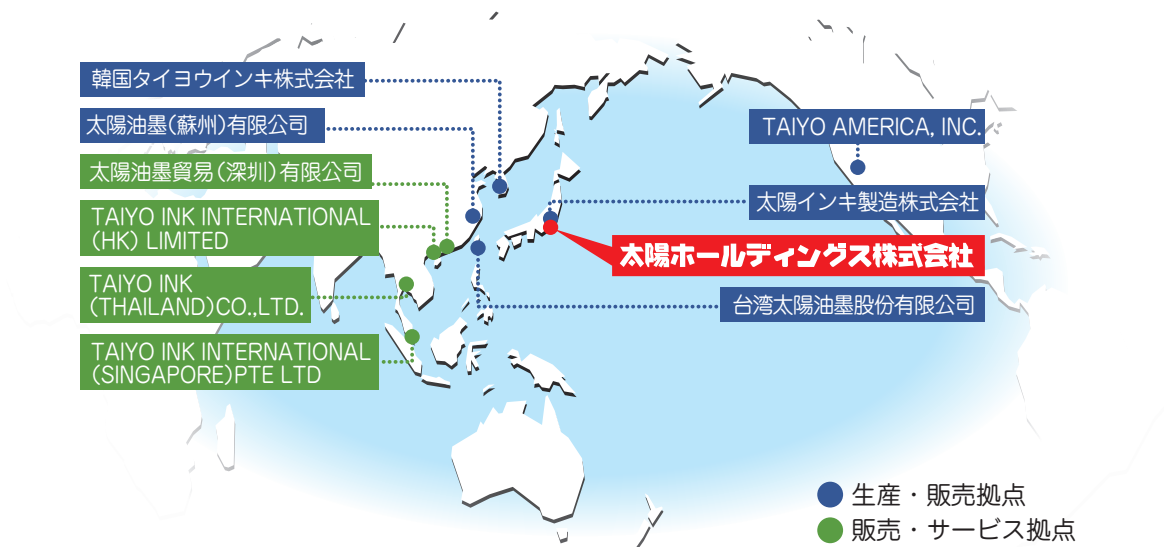 韓国タイヨウインキ株式会社
太陽油墨(蘇州)有限公司
太陽油墨貿易(深圳)有限公司
TAIYO INK INTERNATIONAL
(HK) LIMITED
TAIYO INK
(THAILAND)CO.,LTD.
TAIYO INK INTERNATIONAL
(SINGAPORE)PTE LTD
TAIYO AMERICA, INC.
太陽インキ製造株式会社
太陽ホールディングス株式会社
台湾太陽油墨股份有限公司
生産・販売拠点
販売・サービス拠点